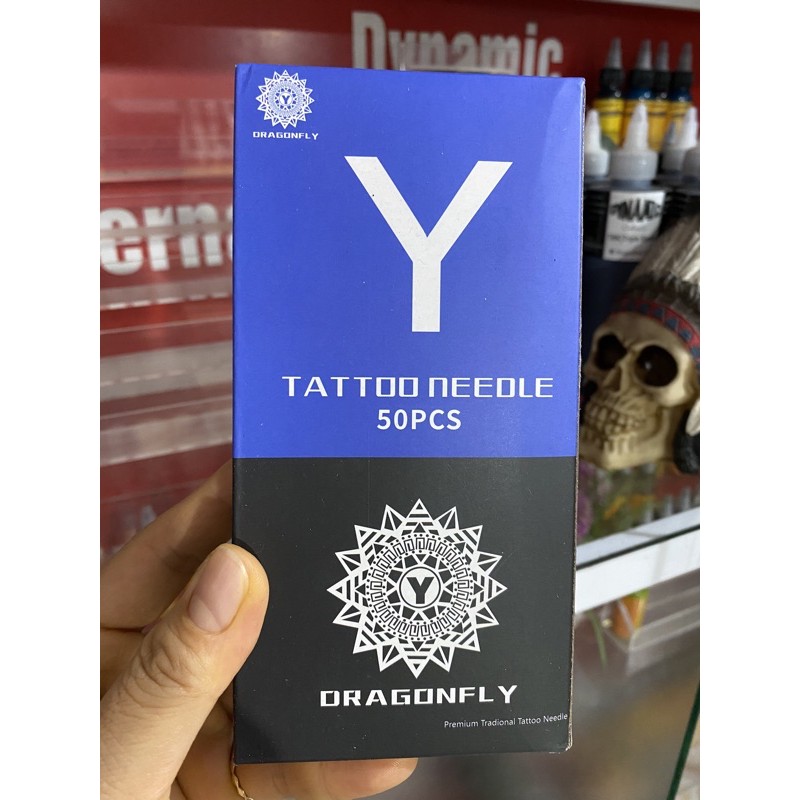 Dynamic
Y
DRAGONFLY
Y
TATTOO NEEDLE
50PCS
Y
DRAGONFLY
Premium Tradional Tattoo Needle